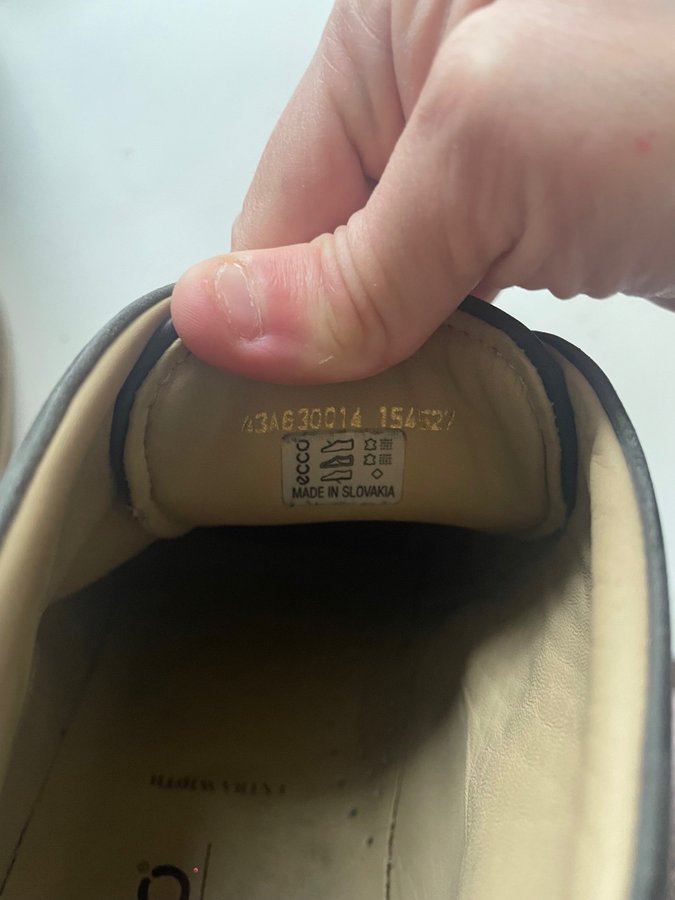 43A630014 154527
ecco
MADE IN SLOVAKIA
EXTRA WIDTH